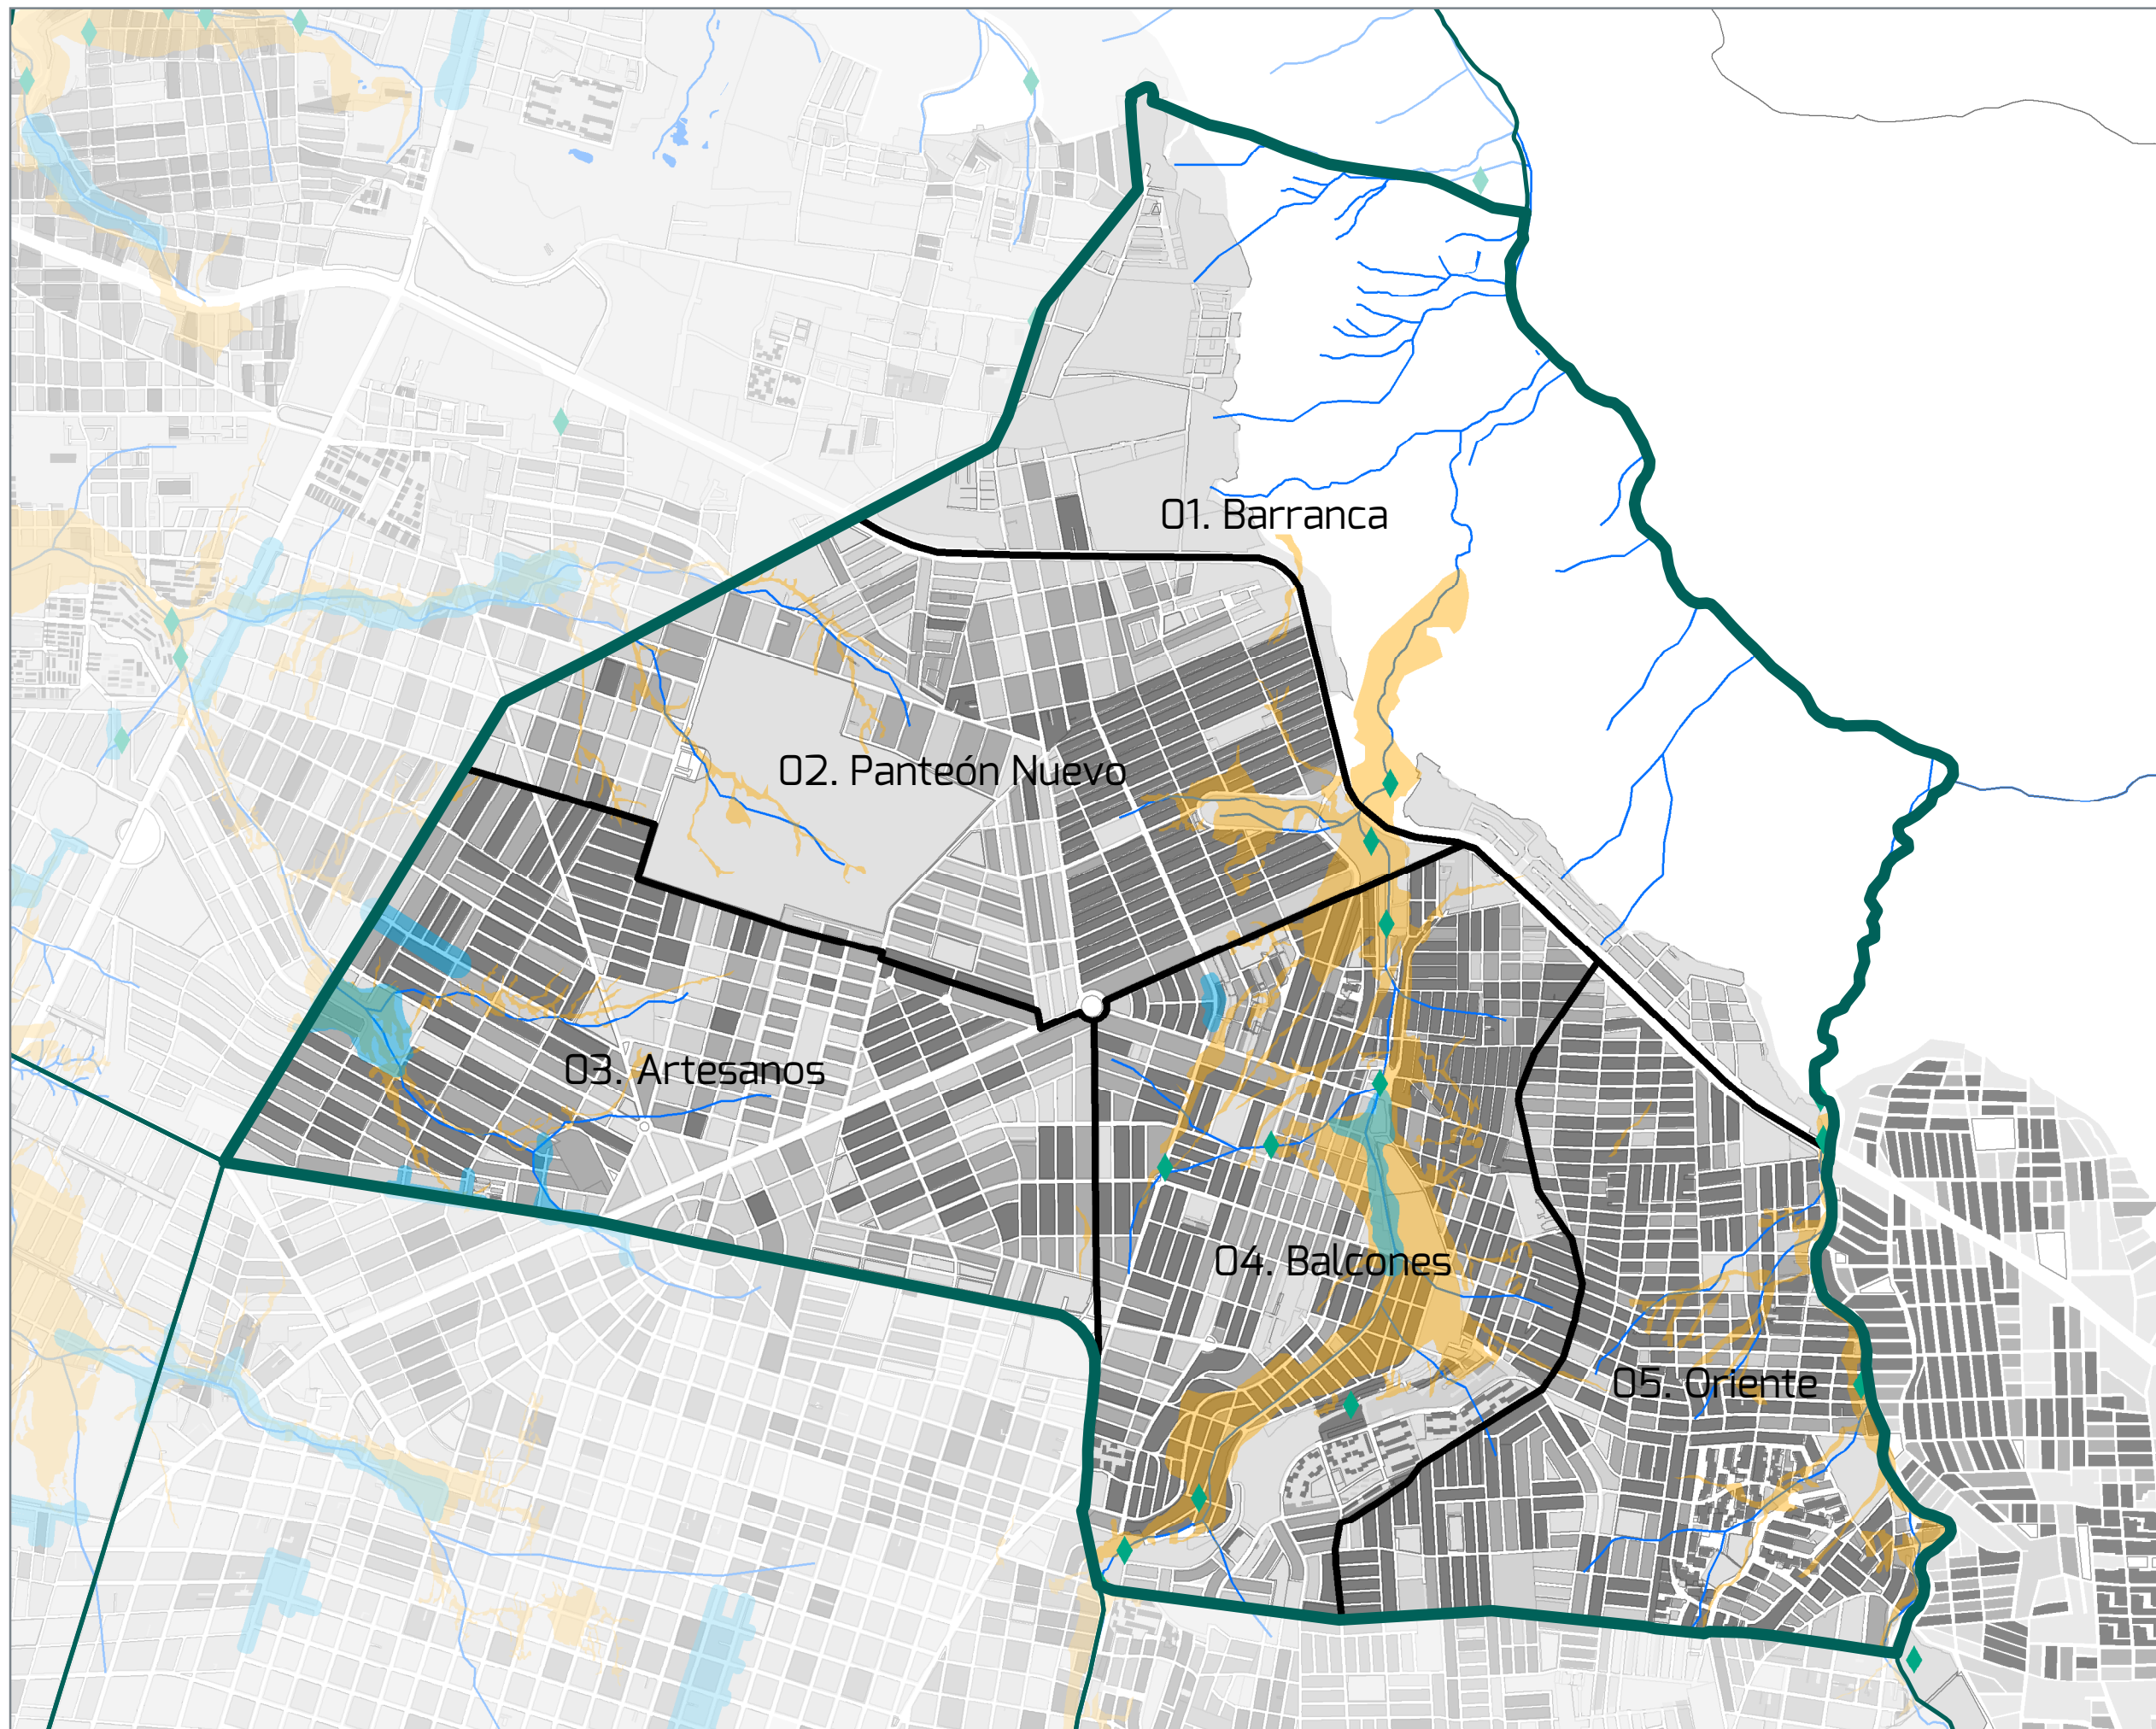 01. Barranca
02. Panteón Nuevo
03. Artesanos
04. Balcones
05. Oriente